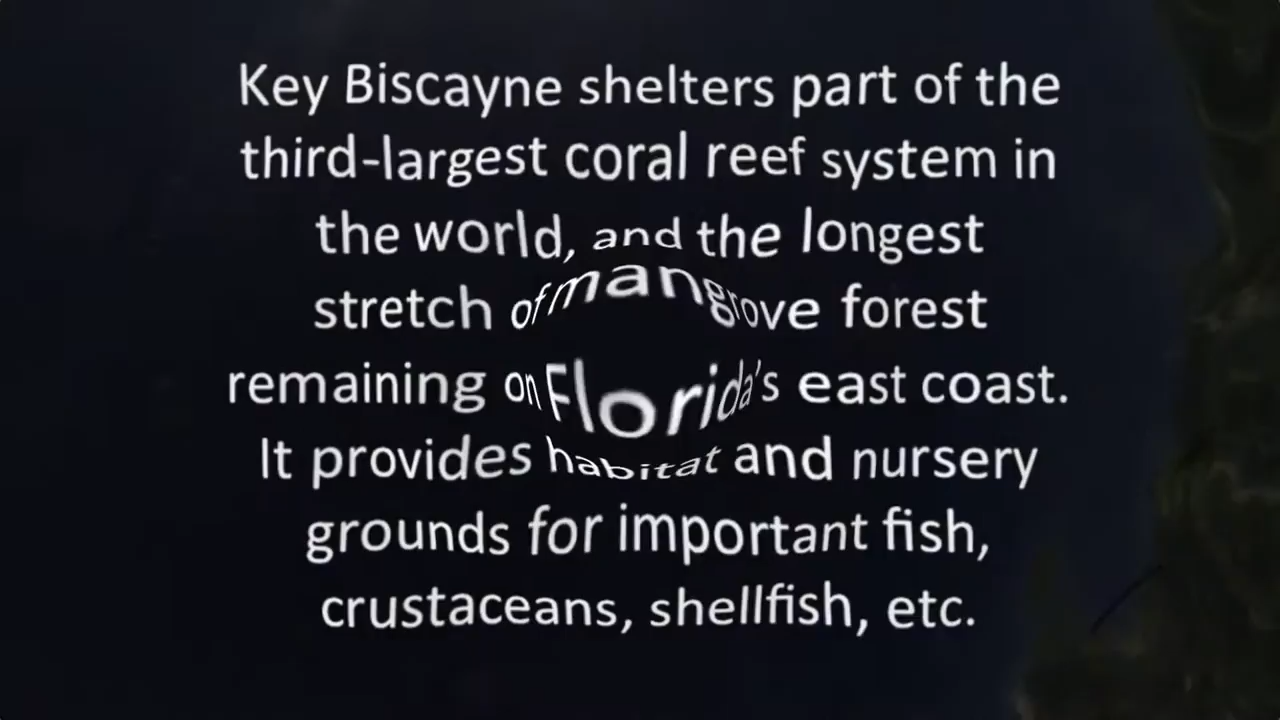 Key Biscayne shelters part of the
third-largest coral reef system in
the world, and the longest
stretch of mangrove forest
remaining on Florida's east coast.
It provides habitat and nursery
grounds for important fish,
crustaceans, shellfish, etc.